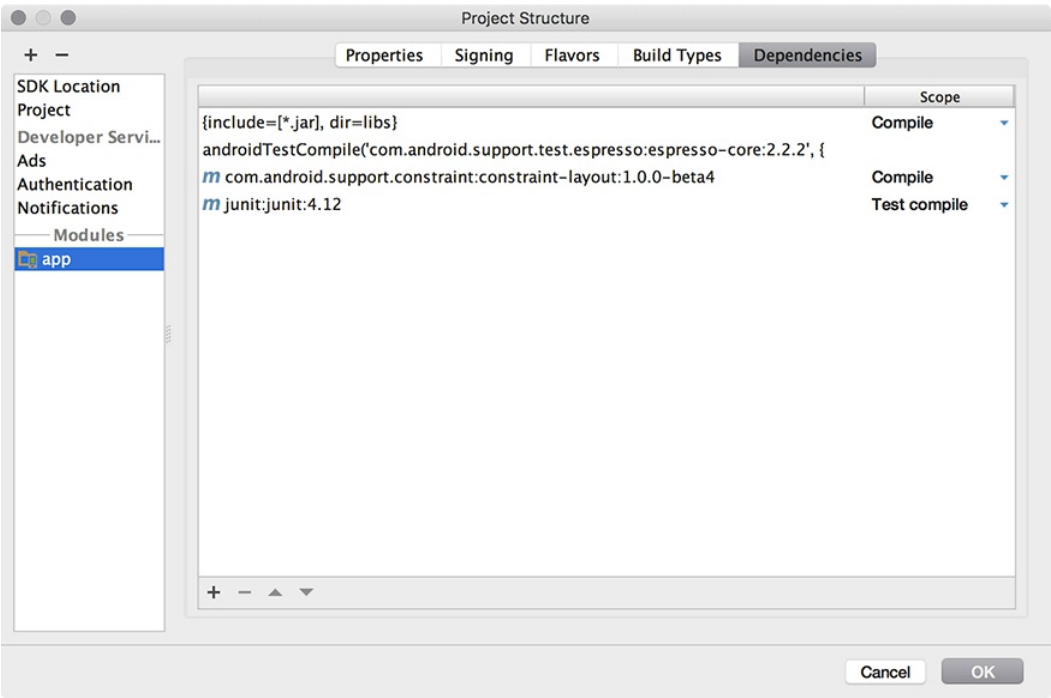 Project Structure
Properties Signing Flavors Build Types Dependencies
SDK Location
Project
Developer Servi...
Ads
Authentication
Notifications
Modules
app
Scope
{include=[*.jar], dir=libs} Compile
androidTestCompile('com.android.support.test.espresso:espresso-core:2.2.2', {
m com.android.support.constraint:constraint-layout:1.0.0-beta4 Compile
m junit:junit:4.12 Test compile
Cancel OK